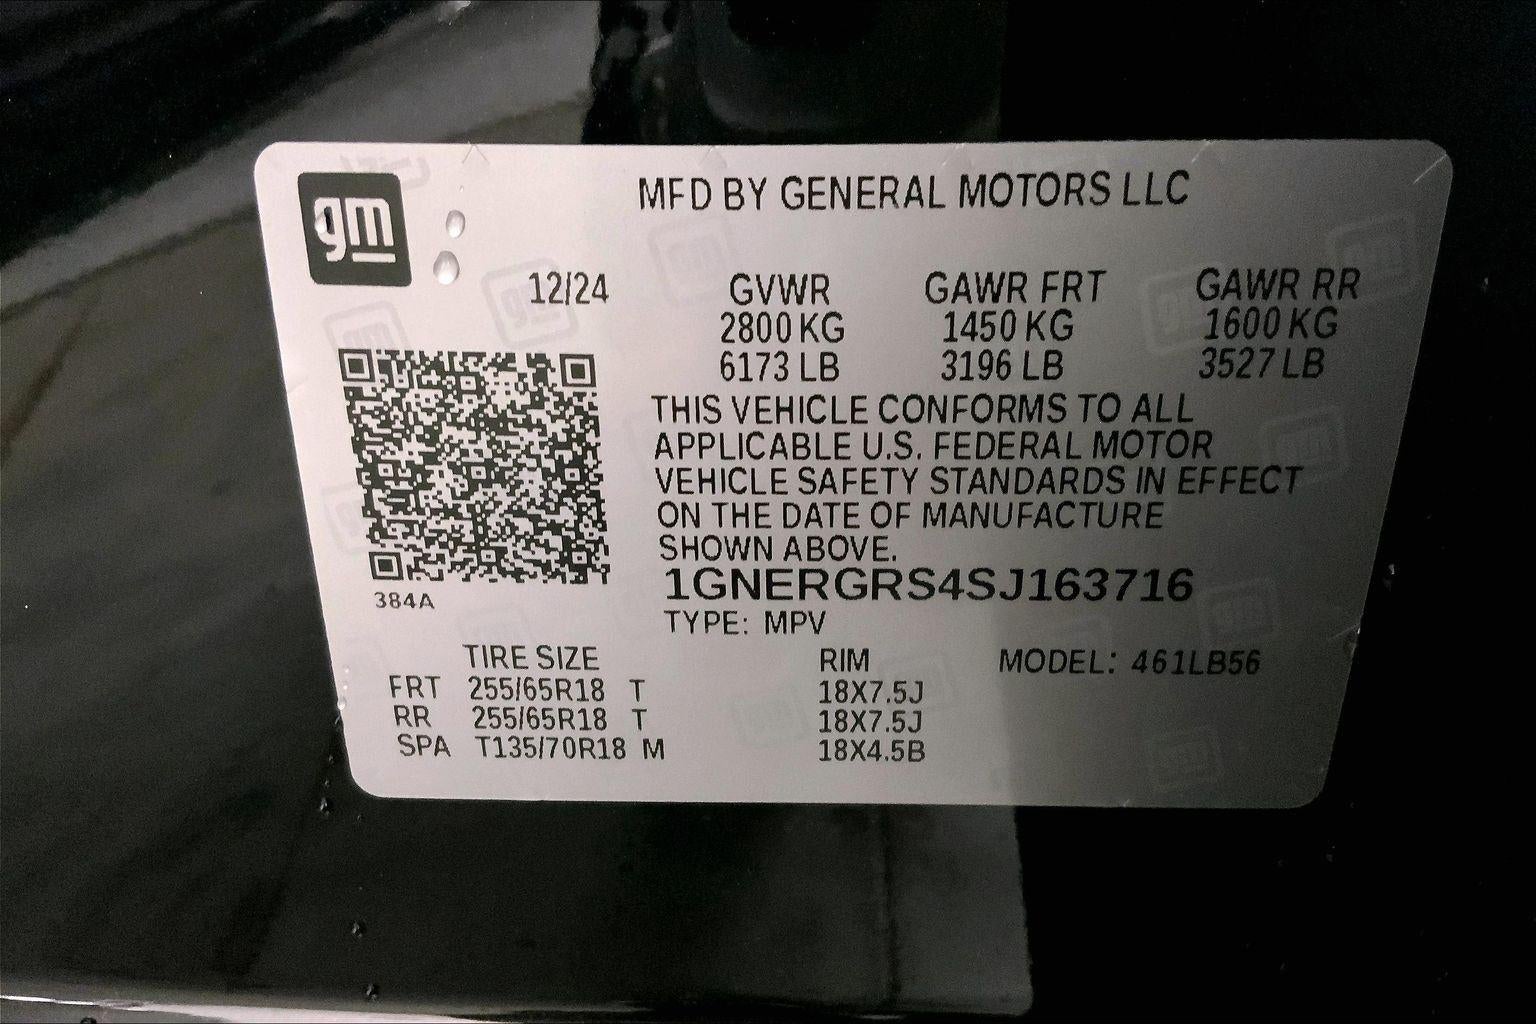 gm
MFD BY GENERAL MOTORS LLC
12/24 GVWR GAWR FRT GAWR RR
2800 KG 1450 KG 1600 KG
6173 LB 3196 LB 3527 LB
THIS VEHICLE CONFORMS TO ALL
APPLICABLE U.S. FEDERAL MOTOR
VEHICLE SAFETY STANDARDS IN EFFECT
ON THE DATE OF MANUFACTURE
SHOWN ABOVE.
1GNERGRS4SJ163716
384A
TYPE: MPV
TIRE SIZE RIM MODEL: 461LB56
FRT 255/65R18 T 18X7.5J
RR 255/65R18 T 18X7.5J
SPA T135/70R18 M 18X4.5B